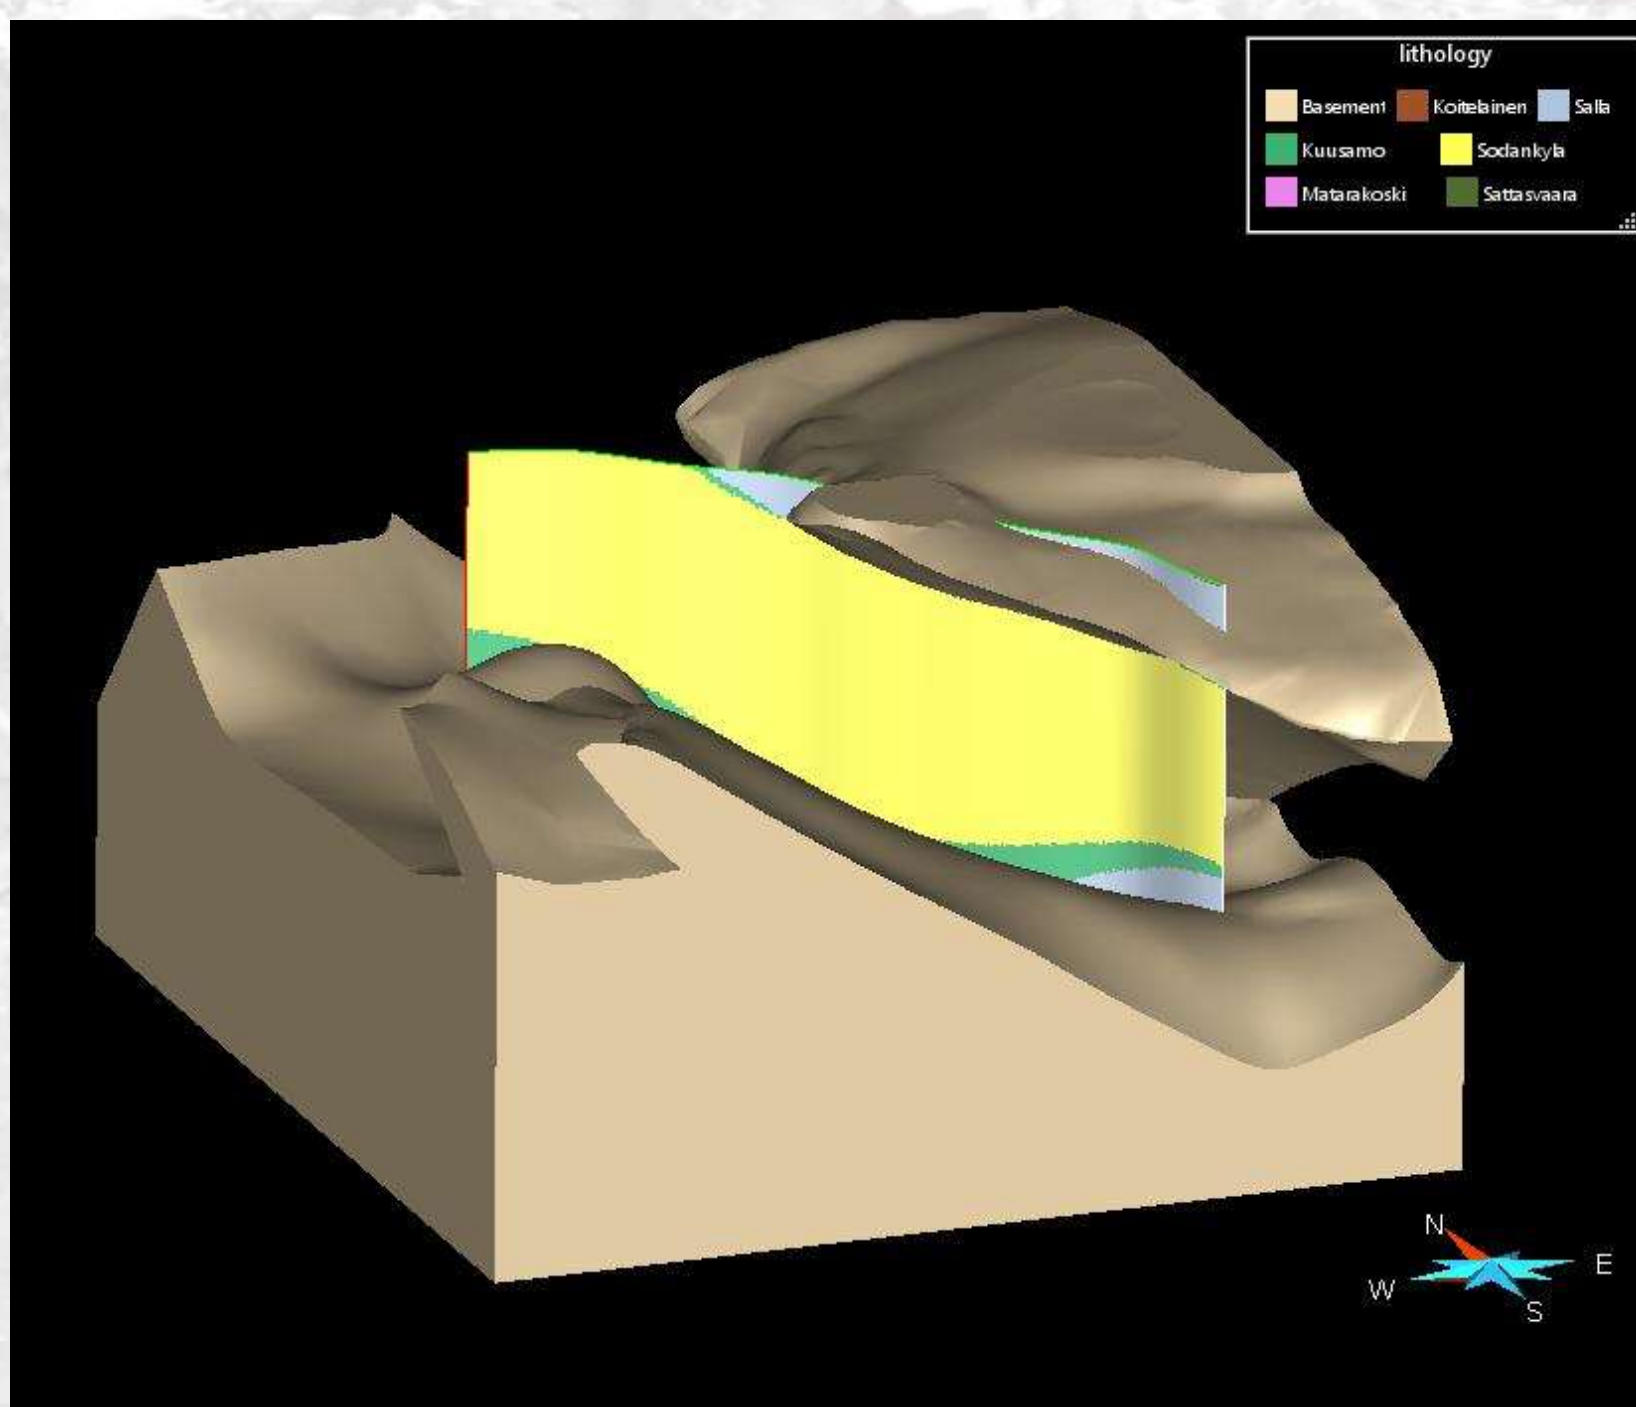 lithology
Basement Koitelainen Salla
Kuusamo Sodankyla
Matarakoski Sattasvaara
N
E
W
S